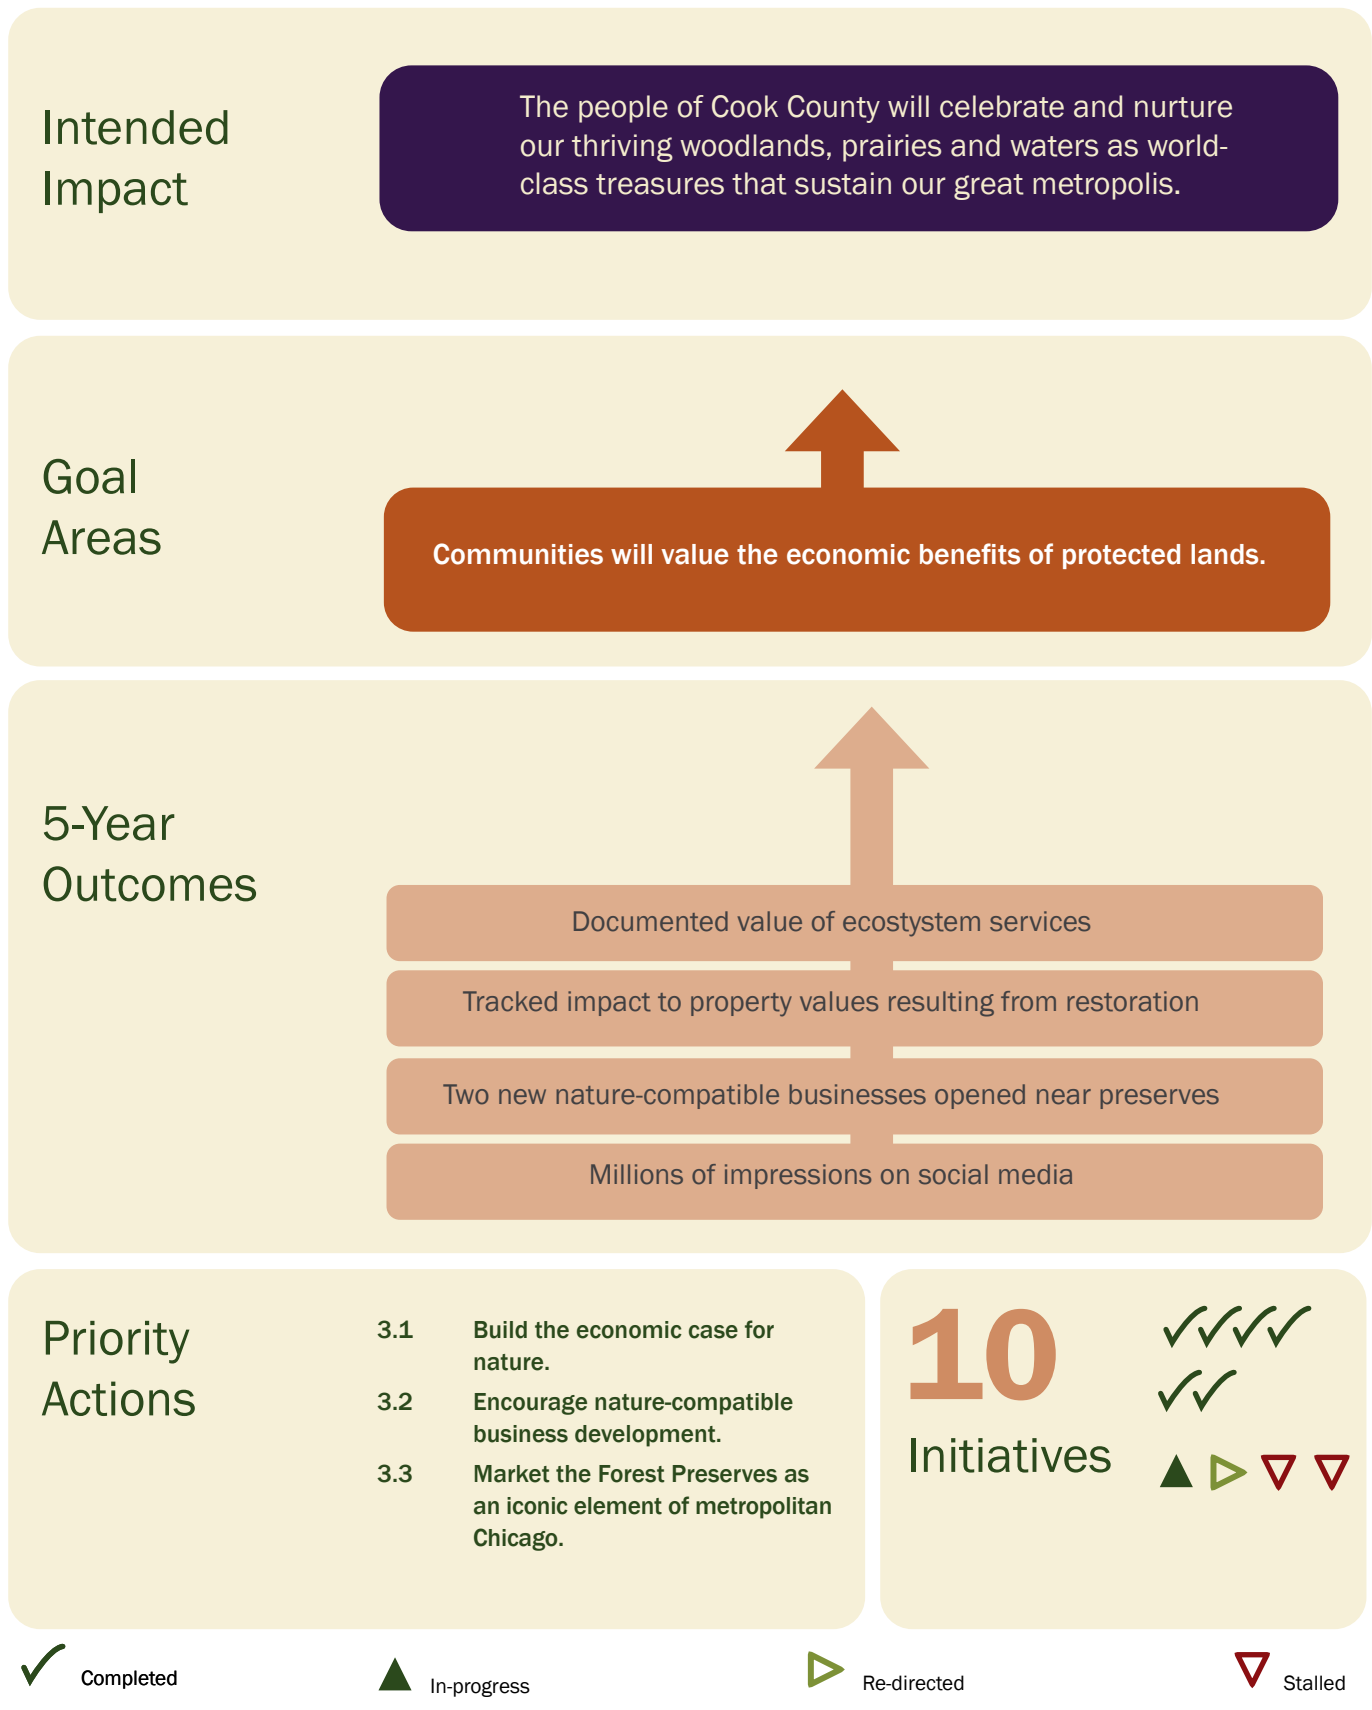 Intended
Impact
The people of Cook County will celebrate and nurture
our thriving woodlands, prairies and waters as world-
class treasures that sustain our great metropolis.
Goal
Areas
Communities will value the economic benefits of protected lands.
5-Year
Outcomes
Documented value of ecostystem services
Tracked impact to property values resulting from restoration
Two new nature-compatible businesses opened near preserves
Millions of impressions on social media
Priority
Actions
3.1 Build the economic case for
nature.
3.2 Encourage nature-compatible
business development.
3.3 Market the Forest Preserves as
an iconic element of metropolitan
Chicago.
10
Initiatives
Completed
In-progress
Re-directed
Stalled